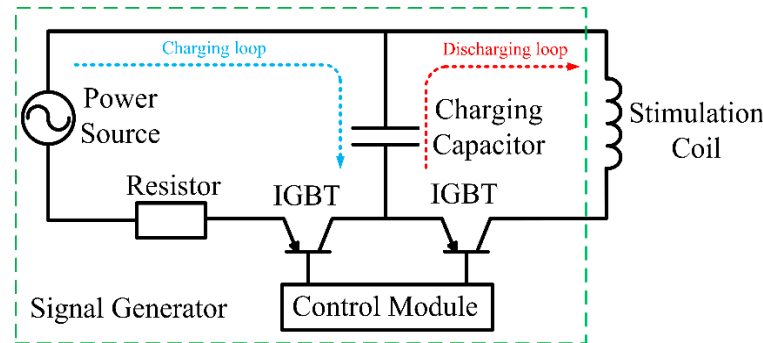 Charging loop
Discharging loop
Power
Source
Charging
Capacitor
Stimulation
Coil
Resistor
IGBT
IGBT
Signal Generator
Control Module